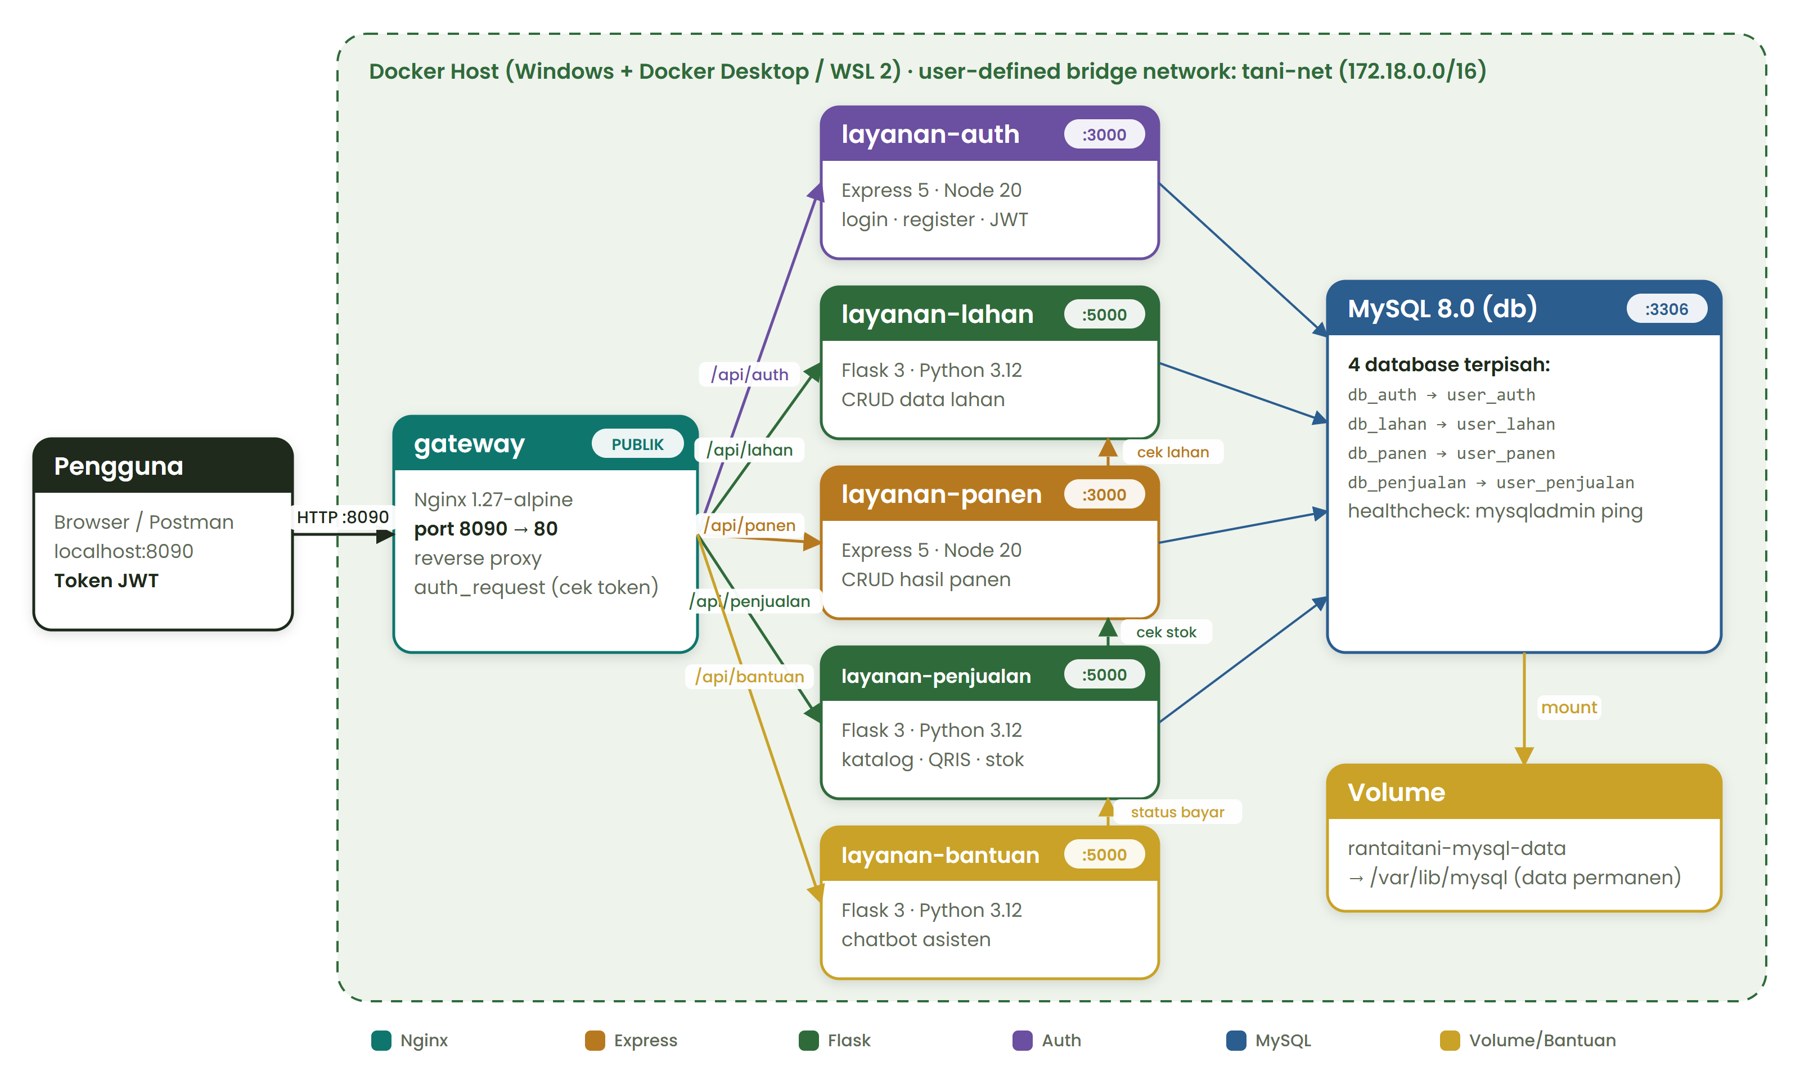 Docker Host (Windows + Docker Desktop / WSL 2) · user-defined bridge network: tani-net (172.18.0.0/16)
Pengguna
Browser / Postman
localhost:8090
Token JWT
HTTP :8090
gateway
PUBLIK
Nginx 1.27-alpine
port 8090 → 80
reverse proxy
auth_request (cek token)
/api/auth
/api/lahan
/api/panen
/api/penjualan
/api/bantuan
layanan-auth
:3000
Express 5 · Node 20
login · register · JWT
layanan-lahan
:5000
Flask 3 · Python 3.12
CRUD data lahan
cek lahan
layanan-panen
:3000
Express 5 · Node 20
CRUD hasil panen
cek stok
layanan-penjualan
:5000
Flask 3 · Python 3.12
katalog · QRIS · stok
status bayar
layanan-bantuan
:5000
Flask 3 · Python 3.12
chatbot asisten
MySQL 8.0 (db)
:3306
4 database terpisah:
db_auth → user_auth
db_lahan → user_lahan
db_panen → user_panen
db_penjualan → user_penjualan
healthcheck: mysqladmin ping
mount
Volume
rantaitani-mysql-data
→ /var/lib/mysql (data permanen)
Nginx
Express
Flask
Auth
MySQL
Volume/Bantuan